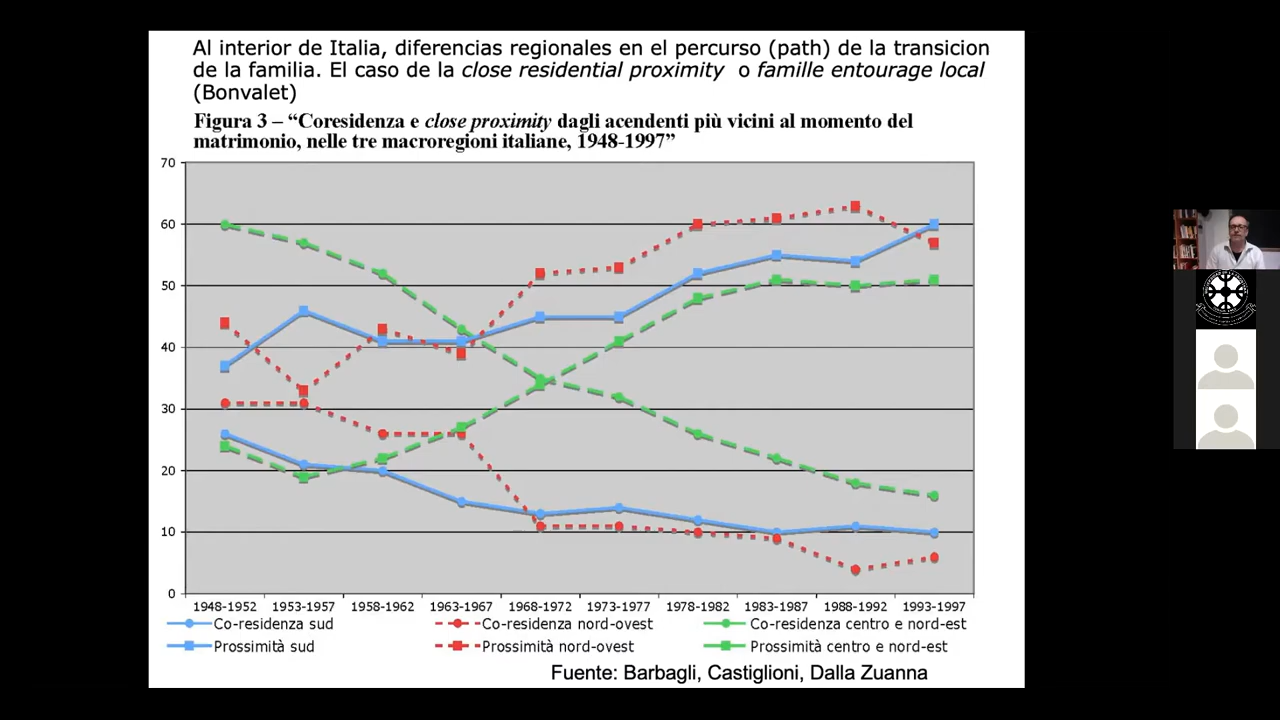 Al interior de Italia, diferencias regionales en el percurso (path) de la transicion
de la familia. El caso de la close residential proximity o famille entourage local
(Bonvalet)
Figura 3 – “Coresidenza e close proximity dagli acendenti più vicini al momento del
matrimonio, nelle tre macroregioni italiane, 1948-1997”
70
60
50
40
30
20
10
0
1948-1952 1953-1957 1958-1962 1963-1967 1968-1972 1973-1977 1978-1982 1983-1987 1988-1992 1993-1997
Co-residenza sud Co-residenza nord-ovest Co-residenza centro e nord-est
Prossimità sud Prossimità nord-ovest Prossimità centro e nord-est
Fuente: Barbagli, Castiglioni, Dalla Zuanna